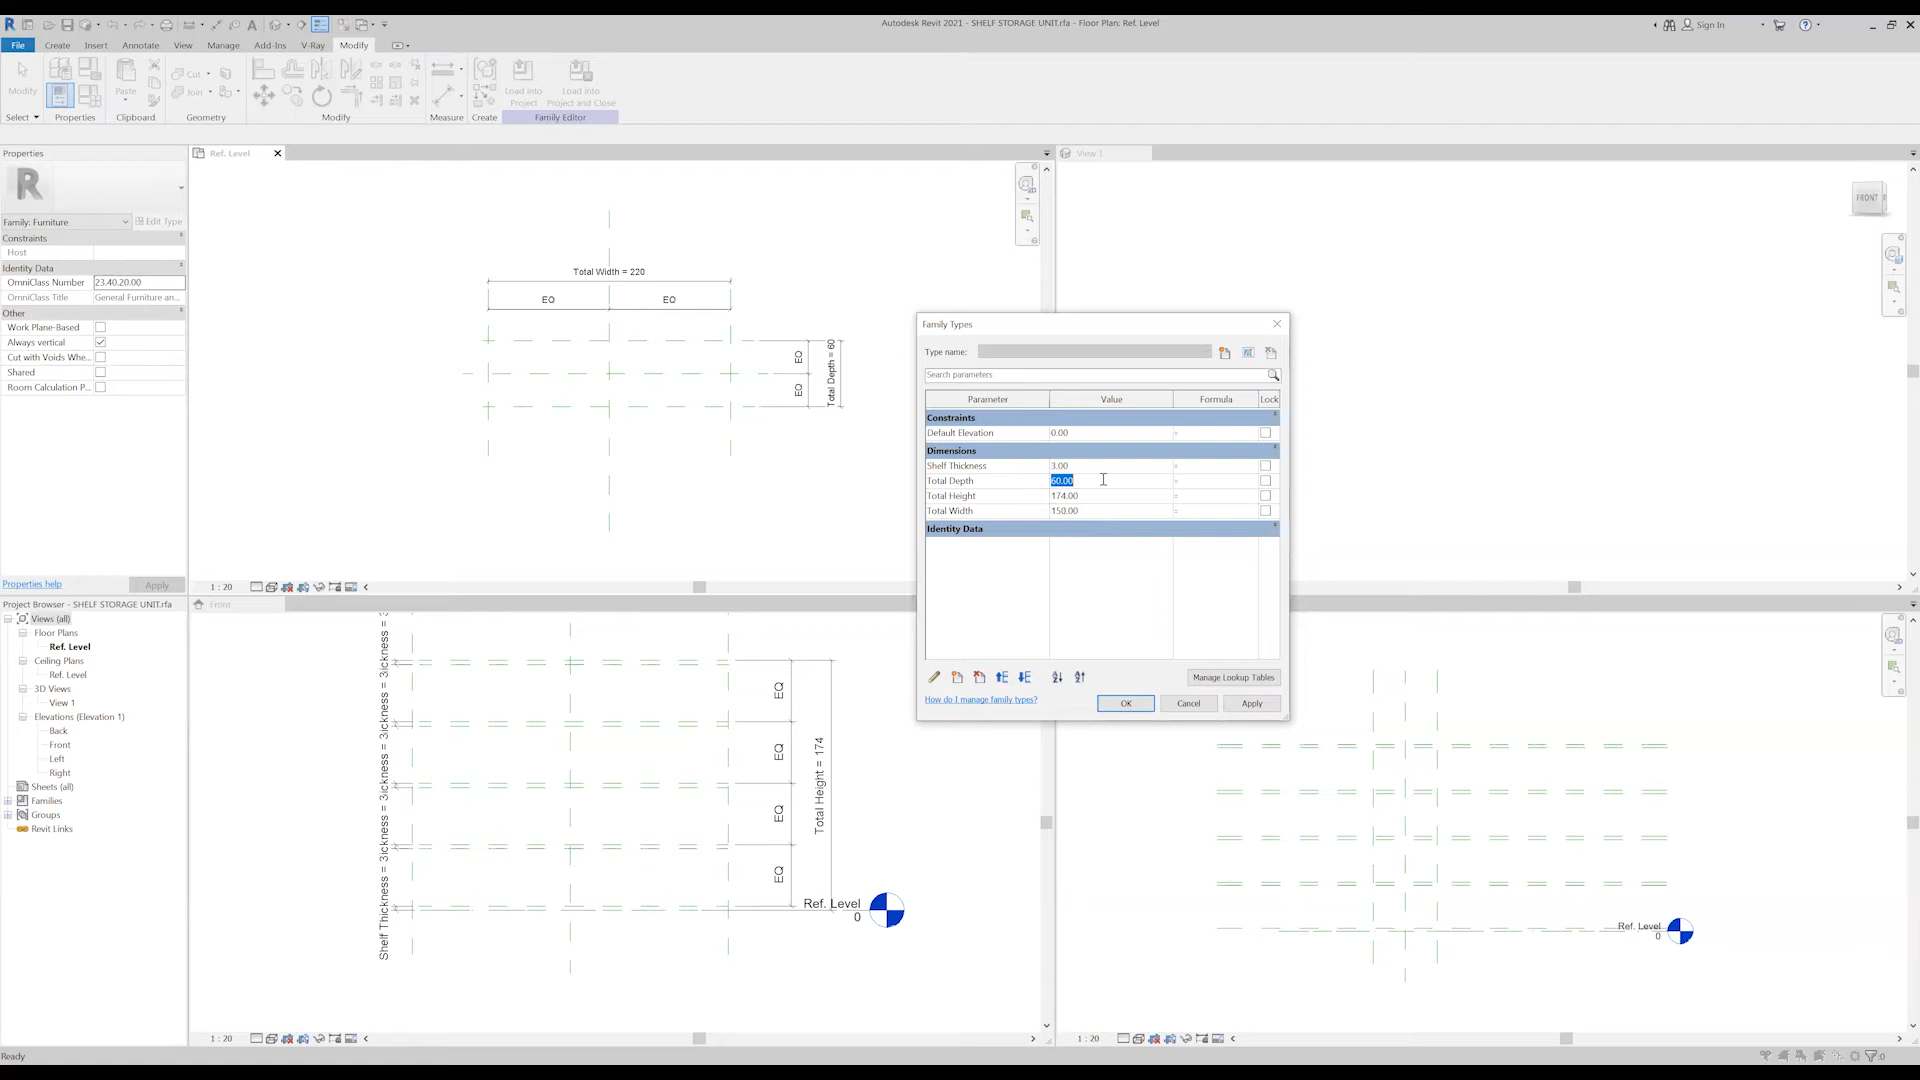 Autodesk Revit 2021 - SHELF STORAGE UNIT.rfa - Floor Plan: Ref. Level
Sign In
File Create Insert Annotate View Manage Add-Ins V-Ray Modify
Modify
Paste
Cut
Join
Load into Project
Load into Project and Close
Select Properties Clipboard Geometry Modify Measure Create Family Editor
Properties
R
Family: Furniture
Edit Type
Constraints
Host
Identity Data
OmniClass Number 23.40.20.00
OmniClass Title General Furniture an...
Other
Work Plane-Based
Always vertical
Cut with Voids Whe...
Shared
Room Calculation P...
Properties help
Apply
Project Browser - SHELF STORAGE UNIT.rfa
Views (all)
Floor Plans
Ref. Level
Ceiling Plans
Ref. Level
3D Views
View 1
Elevations (Elevation 1)
Back
Front
Left
Right
Sheets (all)
Families
Groups
Revit Links
Ready
Ref. Level
Total Width = 220
EQ EQ
EQ
EQ
Total Depth = 60
1 : 20
View 1
FRONT
Family Types
Type name:
Search parameters
Parameter Value Formula Lock
Constraints
Default Elevation 0.00 =
Dimensions
Shelf Thickness 3.00 =
Total Depth 60.00 =
Total Height 174.00 =
Total Width 150.00 =
Identity Data
Manage Lookup Tables
How do I manage family types?
OK Cancel Apply
Front
Shelf Thickness = 3ickness = 3ickness = 3ickness = 3ickness =
EQ
EQ
EQ
EQ
Total Height = 174
Ref. Level
0
1 : 20
Ref. Level
0
1 : 20
:0